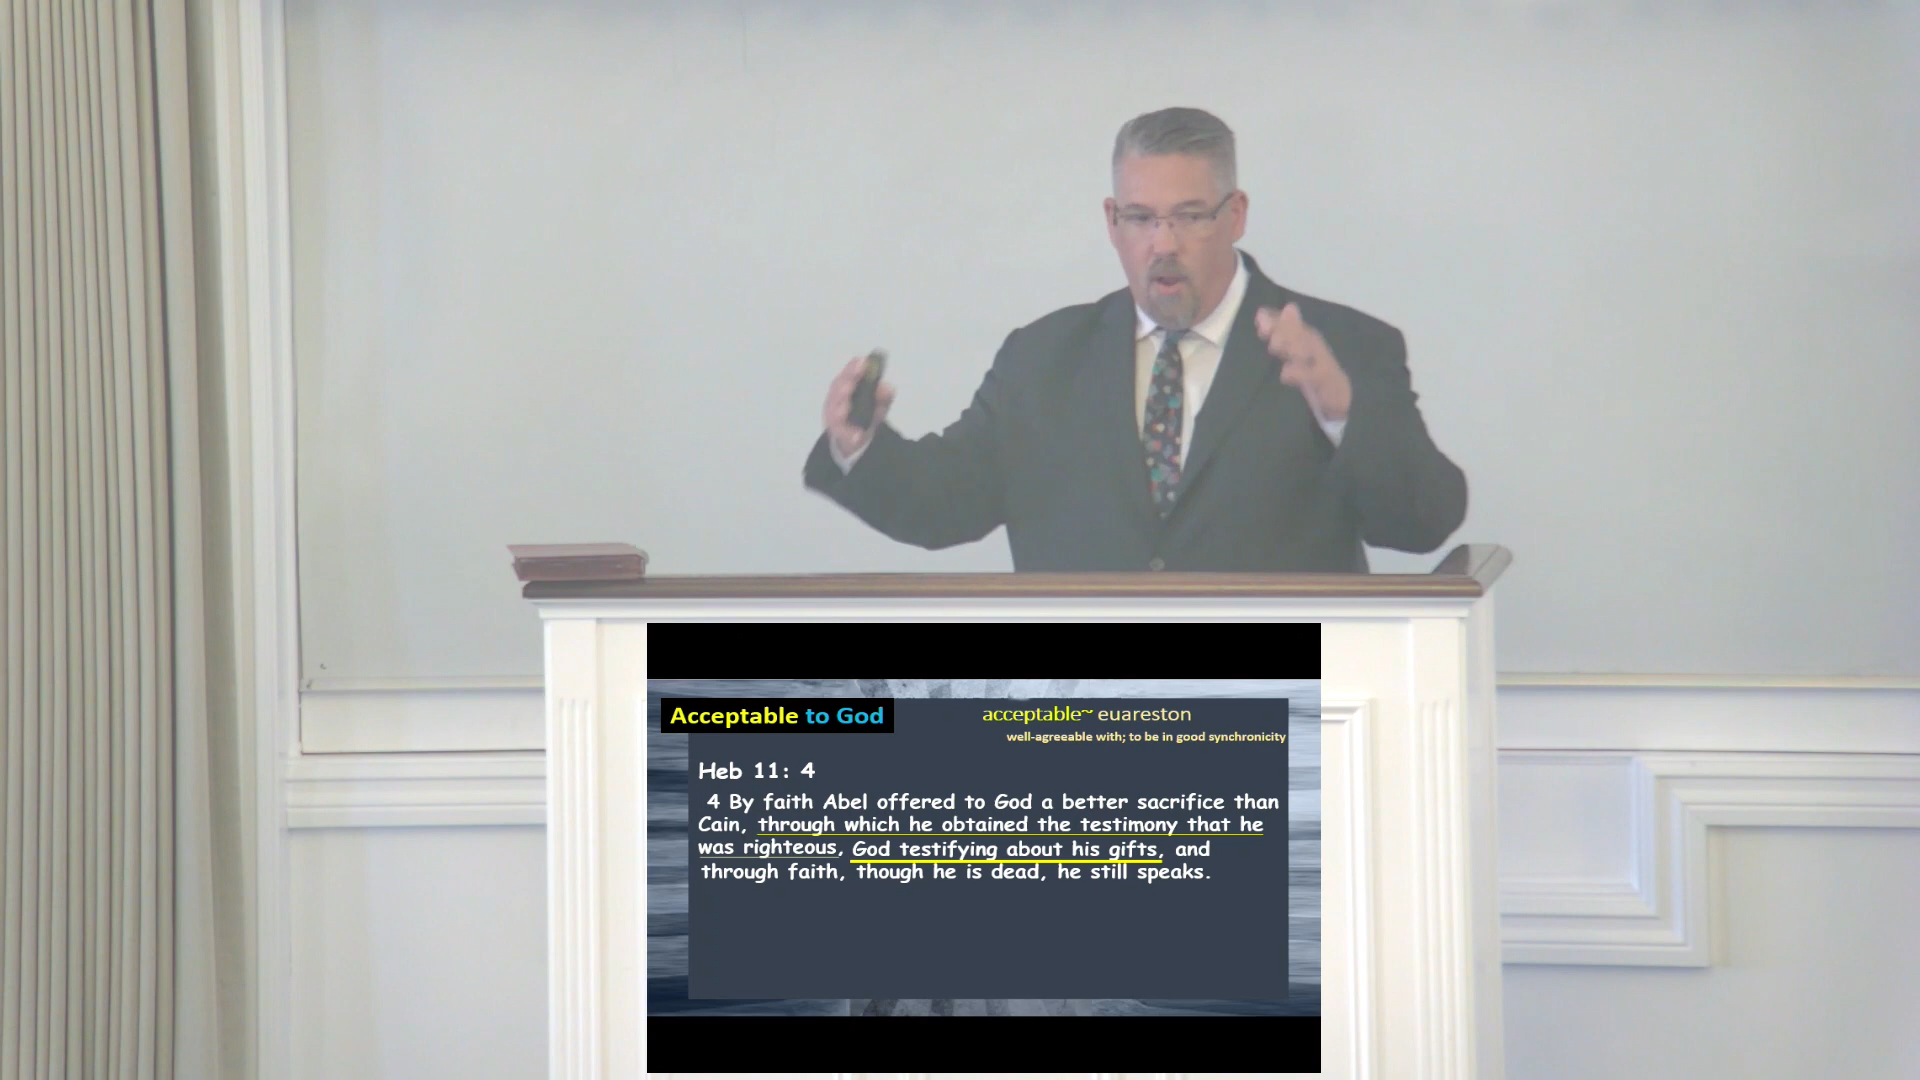 Acceptable to God
acceptable~ euareston
well-agreeable with; to be in good synchronicity
Heb 11: 4
4 By faith Abel offered to God a better sacrifice than
Cain, through which he obtained the testimony that he
was righteous, God testifying about his gifts, and
through faith, though he is dead, he still speaks.